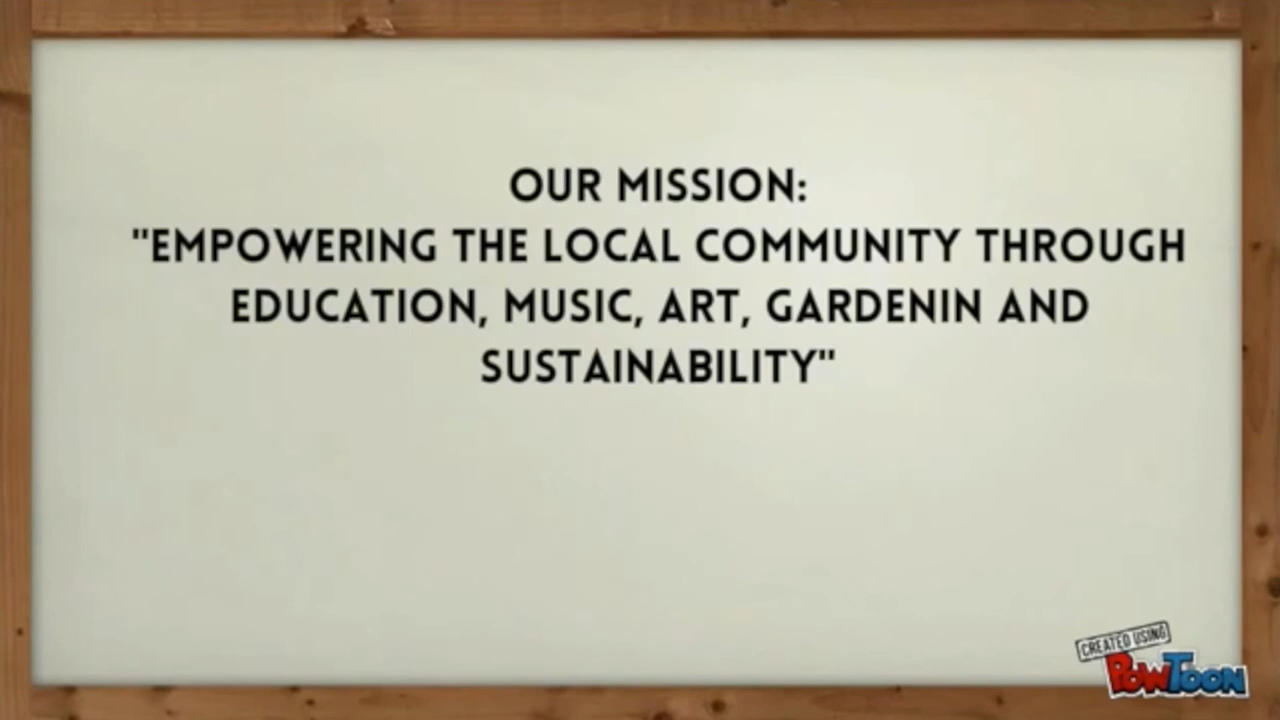 OUR MISSION:
"EMPOWERING THE LOCAL COMMUNITY THROUGH
EDUCATION, MUSIC, ART, GARDENIN AND
SUSTAINABILITY"
CREATED USING
POWTOON